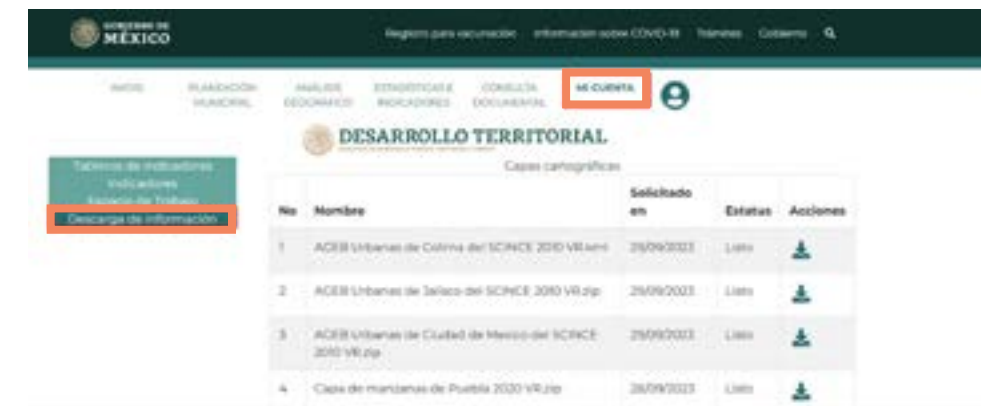 GOBIERNO DE
MÉXICO
Registro para vacunación Información sobre COVID-19 Trámites Gobierno
INICIO
PLANEACIÓN
MUNICIPAL
ANÁLISIS
GEOGRÁFICO
ESTADÍSTICAS E
INDICADORES
CONSULTA
DOCUMENTAL
MI CUENTA
DESARROLLO TERRITORIAL
Capas cartográficas
Tableros de indicadores
Indicadores
Espacio de Trabajo
Descarga de información
No Nombre Solicitado
en Estatus Acciones
1 AGEB Urbanas de Colima del SCINCE 2010 VR.kml 29/09/2023 Listo
2 AGEB Urbanas de Jalisco del SCINCE 2010 VR.zip 29/09/2023 Listo
3 AGEB Urbanas de Ciudad de Mexico del SCINCE
2010 VR.zip 29/09/2023 Listo
4 Capa de manzanas de Puebla 2020 VR.zip 28/09/2023 Listo